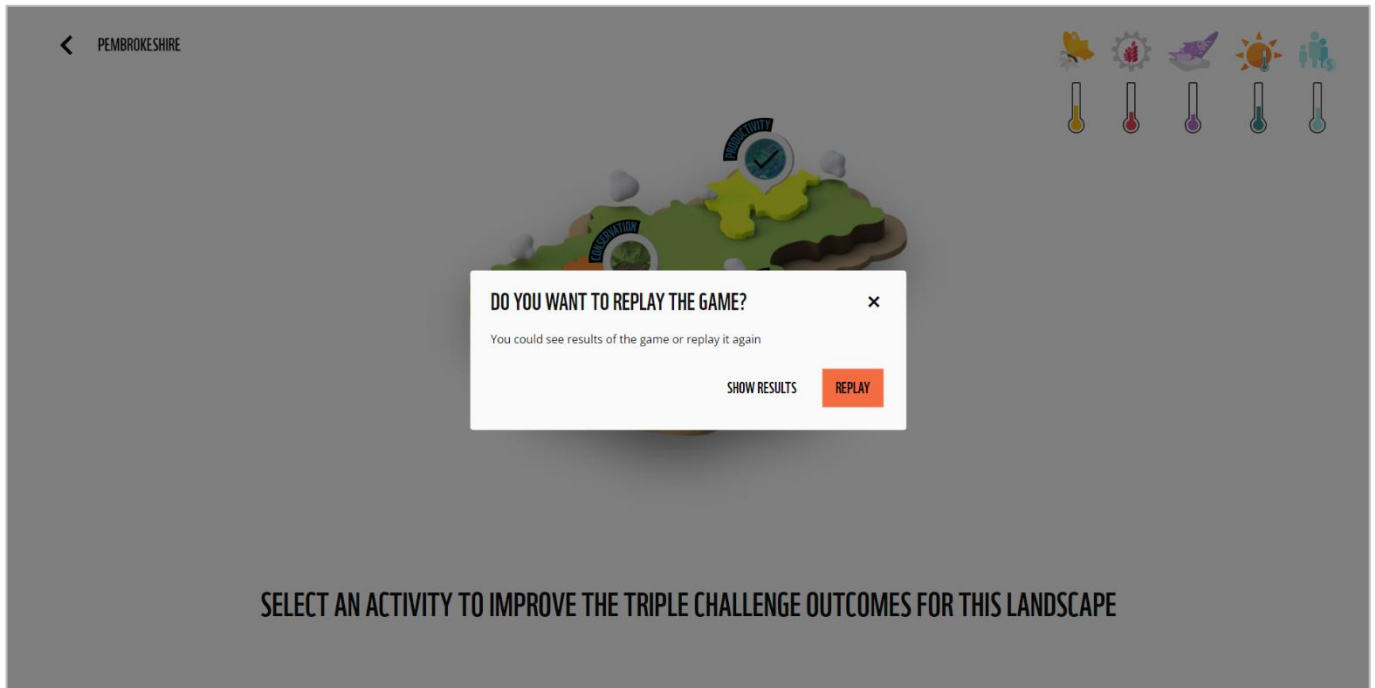 PEMBROKESHIRE
PRODUCTIVITY
CONSERVATION
DO YOU WANT TO REPLAY THE GAME?
You could see results of the game or replay it again
SHOW RESULTS
REPLAY
SELECT AN ACTIVITY TO IMPROVE THE TRIPLE CHALLENGE OUTCOMES FOR THIS LANDSCAPE